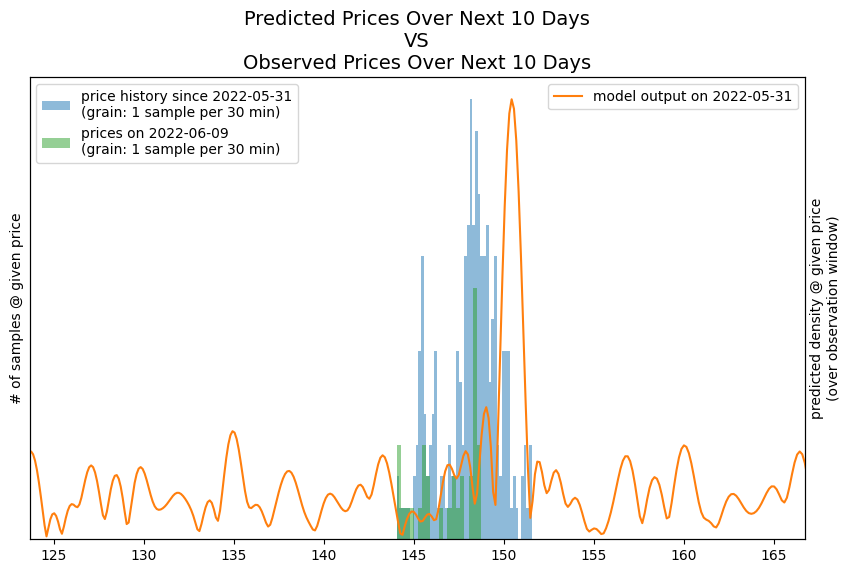 Predicted Prices Over Next 10 Days
VS
Observed Prices Over Next 10 Days
price history since 2022-05-31
(grain: 1 sample per 30 min)
prices on 2022-06-09
(grain: 1 sample per 30 min)
model output on 2022-05-31
# of samples @ given price
predicted density @ given price
(over observation window)
125 130 135 140 145 150 155 160 165